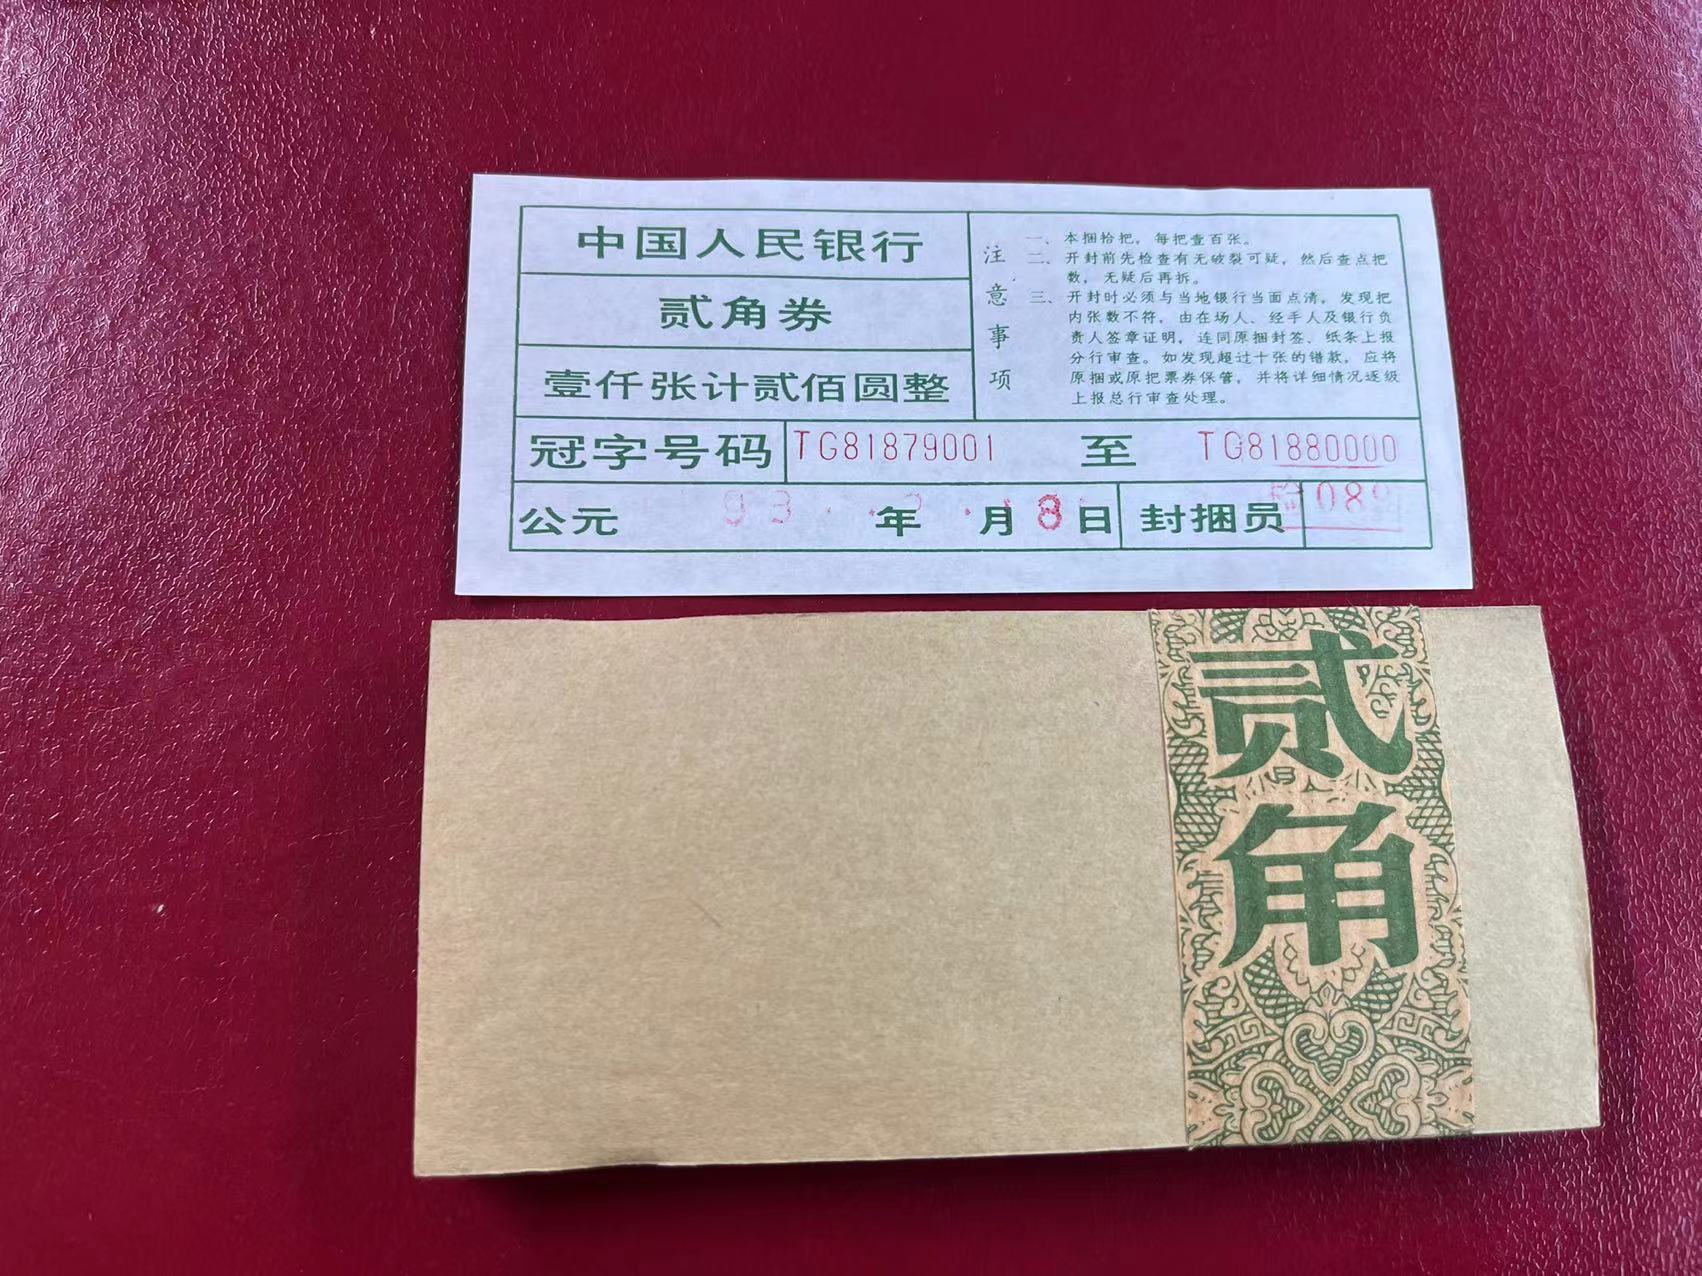 中国人民银行
贰角券
壹仟张计贰佰圆整
注意事项
一、本捆拾把，每把壹百张。
二、开封前先检查有无破裂可疑，然后查点把
数，无疑后再拆。
三、开封时必须与当地银行当面点清，发现把
内张数不符，由在场人、经手人及银行负
责人签章证明，连同原捆封签、纸条上报
分行审查。如发现超过十张的错款，应将
原捆或原把票券保管，并将详细情况逐级
上报总行审查处理。
冠字号码 TG81879001 至 TG81880000
公元 93 年 月 8 日 封捆员 08
贰角